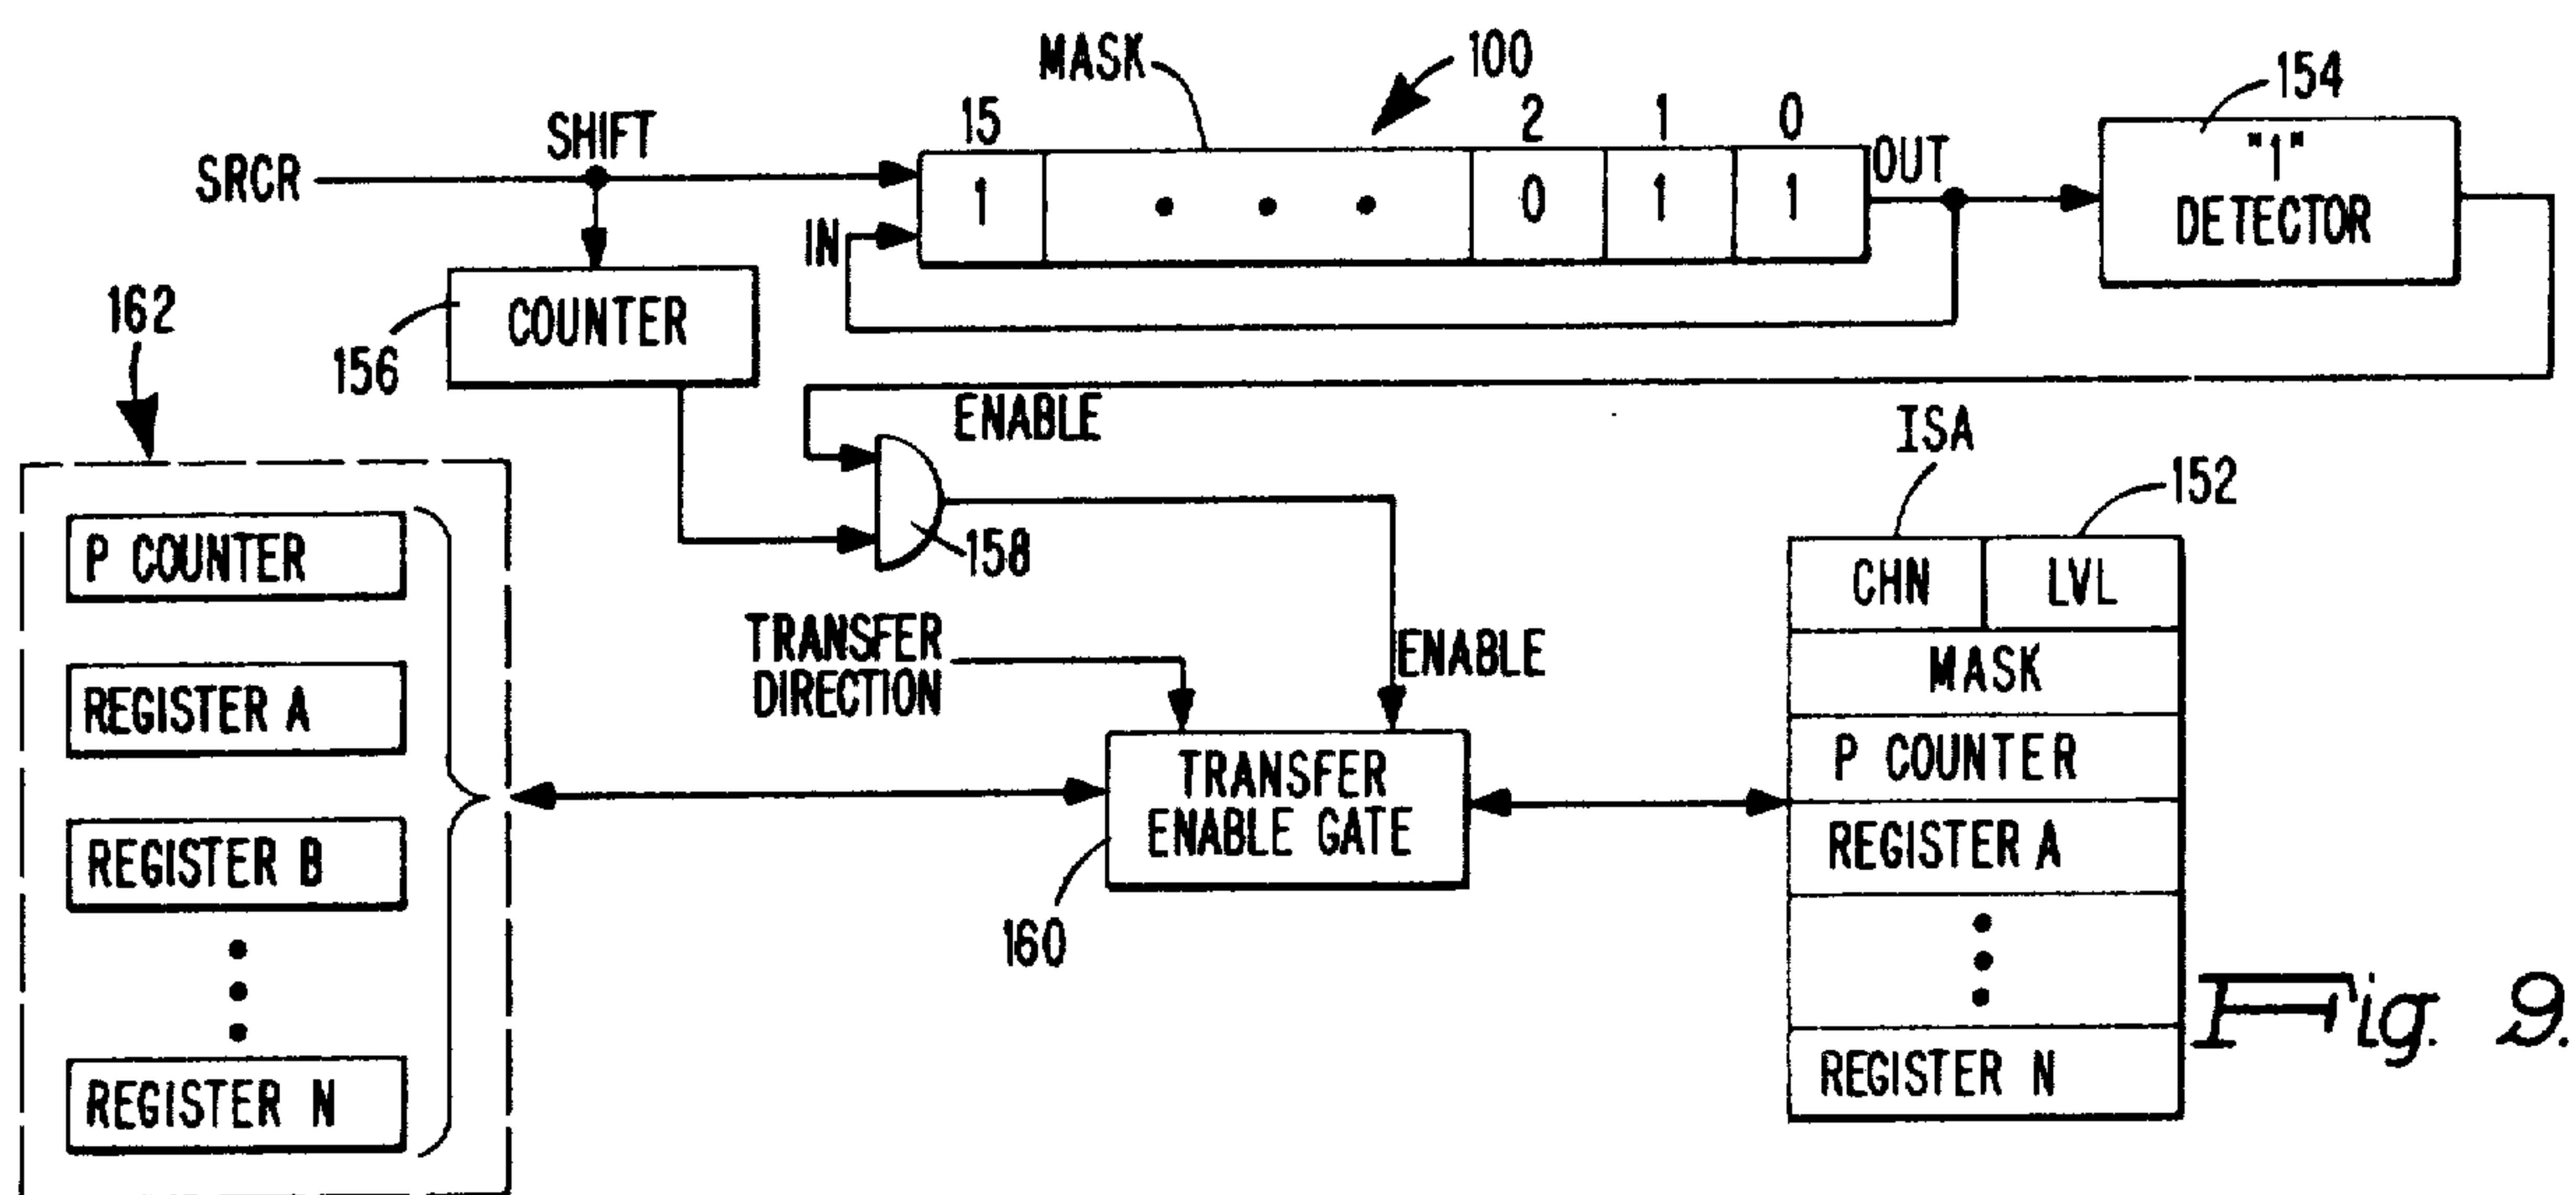 MASK
100
154
15
2
1
0
SHIFT
SRCR
OUT
1
0
1
1
"1"
DETECTOR
IN
162
COUNTER
156
ENABLE
ISA
152
158
P COUNTER
CHN
LVL
TRANSFER
DIRECTION
ENABLE
MASK
REGISTER A
TRANSFER
ENABLE GATE
P COUNTER
REGISTER A
REGISTER B
160
REGISTER N
REGISTER N
Fig. 9.